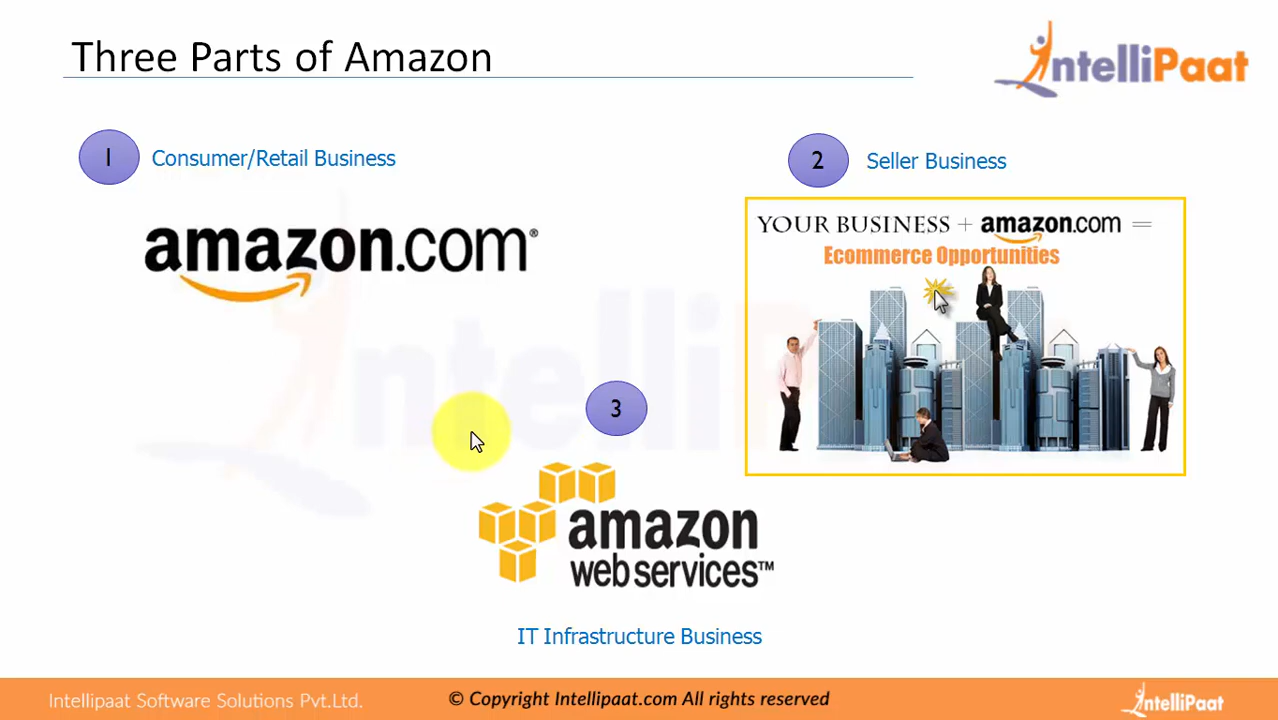 Three Parts of Amazon
IntelliPaat
1
Consumer/Retail Business
amazon.com®
2
Seller Business
YOUR BUSINESS + amazon.com =
Ecommerce Opportunities
3
amazon
web services™
IT Infrastructure Business
IntelliPaat
Intellipaat Software Solutions Pvt.Ltd.
© Copyright Intellipaat.com All rights reserved
IntelliPaat